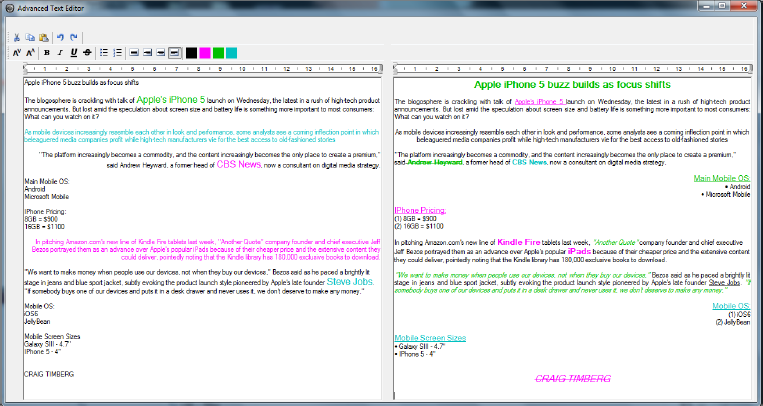 Advanced Text Editor
Apple iPhone 5 buzz builds as focus shifts
The blogosphere is crackling with talk of Apple's iPhone 5 launch on Wednesday, the latest in a rush of high-tech product
announcements. But lost amid the speculation about screen size and battery life is something more important to most consumers:
What can you watch on it?
As mobile devices increasingly resemble each other in look and performance, some analysts see a coming inflection point in which
beleaguered media companies profit while high-tech manufacturers vie for the best access to old-fashioned stories.
"The platform increasingly becomes a commodity, and the content increasingly becomes the only place to create a premium,"
said Andrew Heyward, a former head of CBS News, now a consultant on digital media strategy.
Main Mobile OS:
Android
Microsoft Mobile
IPhone Pricing:
8GB = $900
16GB = $1100
In pitching Amazon.com's new line of Kindle Fire tablets last week, "Another Quote" company founder and chief executive Jeff
Bezos portrayed them as an advance over Apple's popular iPads because of their cheaper price and the extensive content they
could deliver, pointedly noting that the Kindle library has 180,000 exclusive books to download.
"We want to make money when people use our devices, not when they buy our devices," Bezos said as he paced a brightly lit
stage in jeans and blue sport jacket, subtly evoking the product launch style pioneered by Apple's late founder Steve Jobs.
"If somebody buys one of our devices and puts it in a desk drawer and never uses it, we don't deserve to make any money."
Mobile OS:
iOS6
JellyBean
Mobile Screen Sizes
Galaxy SIII - 4.7"
IPhone 5 - 4"
CRAIG TIMBERG
Apple iPhone 5 buzz builds as focus shifts
The blogosphere is crackling with talk of Apple's iPhone 5 launch on Wednesday, the latest in a rush of high-tech product
announcements. But lost amid the speculation about screen size and battery life is something more important to most consumers:
What can you watch on it?
As mobile devices increasingly resemble each other in look and performance, some analysts see a coming inflection point in which
beleaguered media companies profit while high-tech manufacturers vie for the best access to old-fashioned stories
"The platform increasingly becomes a commodity, and the content increasingly becomes the only place to create a premium,"
said Andrew Heyward, a former head of CBS News, now a consultant on digital media strategy.
Main Mobile OS:
• Android
• Microsoft Mobile
IPhone Pricing:
(1) 8GB = $900
(2) 16GB = $1100
In pitching Amazon.com's new line of Kindle Fire tablets last week, "Another Quote" company founder and chief executive
Jeff Bezos portrayed them as an advance over Apple's popular iPads because of their cheaper price and the extensive content
they could deliver, pointedly noting that the Kindle library has 180,000 exclusive books to download.
"We want to make money when people use our devices, not when they buy our devices," Bezos said as he paced a brightly lit
stage in jeans and blue sport jacket, subtly evoking the product launch style pioneered by Apple's late founder Steve Jobs.
somebody buys one of our devices and puts it in a desk drawer and never uses it, we don't deserve to make any money."
Mobile OS:
(1) iOS6
(2) JellyBean
Mobile Screen Sizes
• Galaxy SIII - 4.7"
• IPhone 5 - 4"
CRAIG TIMBERG